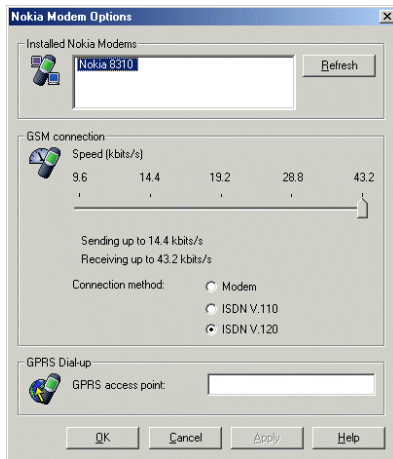 Nokia Modem Options
Installed Nokia Modems
Nokia 8310
Refresh
GSM connection
Speed (kbits/s)
9.6 14.4 19.2 28.8 43.2
Sending up to 14.4 kbits/s
Receiving up to 43.2 kbits/s
Connection method: Modem
ISDN V.110
ISDN V.120
GPRS Dial-up
GPRS access point:
OK Cancel Apply Help